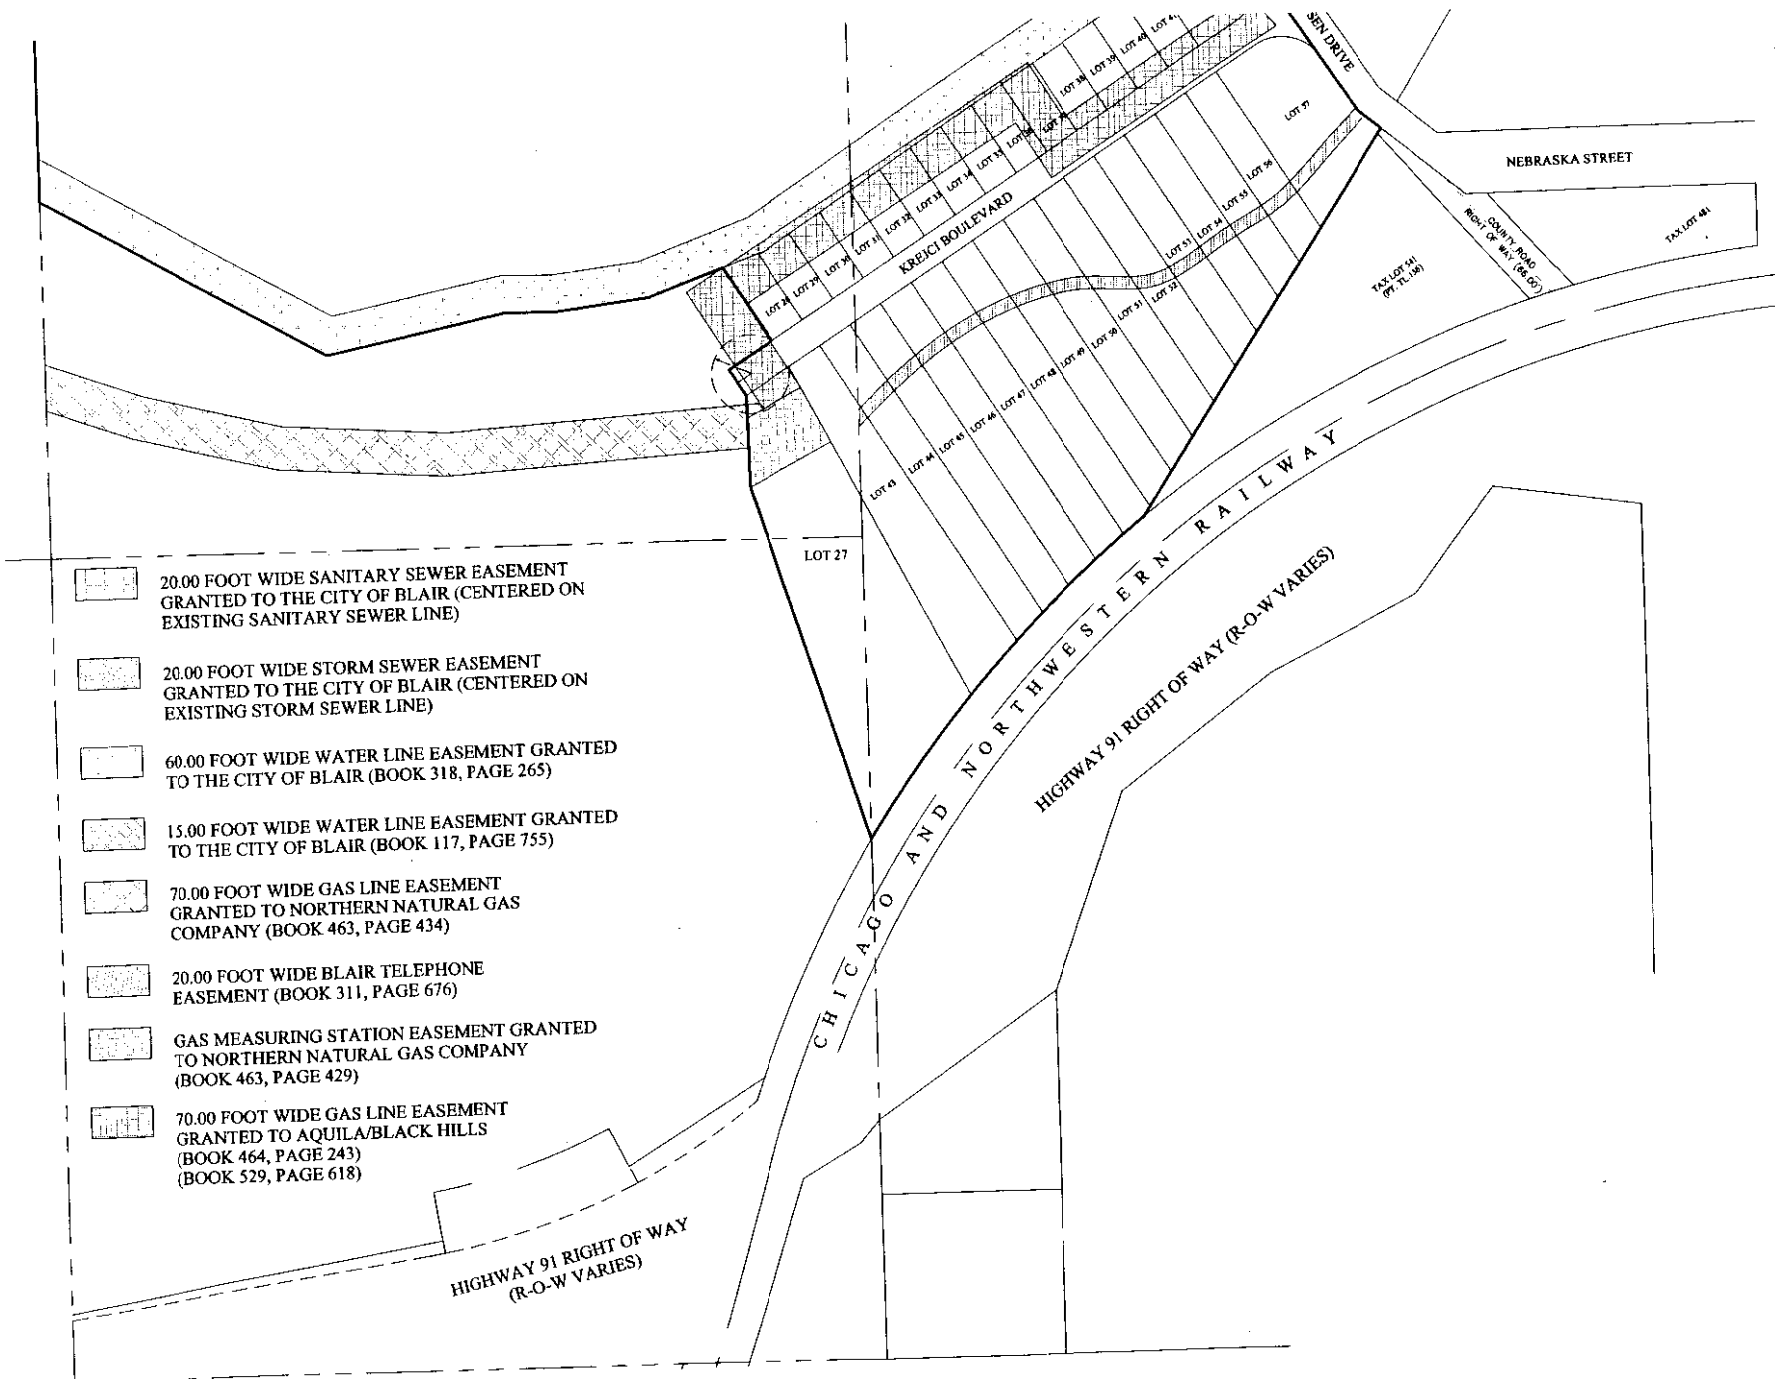 LOT 38
LOT 39
LOT 40
SEN DRIVE
LOT 57
NEBRASKA STREET
COUNTY ROAD
RIGHT OF WAY (66.00')
TAX LOT 481
TAX LOT 541
(PT. TL.136)
LOT 28
LOT 29
LOT 30
LOT 31
LOT 32
LOT 33
LOT 34
LOT 35
KREJCI BOULEVARD
LOT 43
LOT 44
LOT 45
LOT 46
LOT 47
LOT 48
LOT 49
LOT 50
LOT 51
LOT 52
LOT 53
LOT 54
LOT 55
LOT 56
LOT 27
20.00 FOOT WIDE SANITARY SEWER EASEMENT
GRANTED TO THE CITY OF BLAIR (CENTERED ON
EXISTING SANITARY SEWER LINE)
20.00 FOOT WIDE STORM SEWER EASEMENT
GRANTED TO THE CITY OF BLAIR (CENTERED ON
EXISTING STORM SEWER LINE)
60.00 FOOT WIDE WATER LINE EASEMENT GRANTED
TO THE CITY OF BLAIR (BOOK 318, PAGE 265)
15.00 FOOT WIDE WATER LINE EASEMENT GRANTED
TO THE CITY OF BLAIR (BOOK 117, PAGE 755)
70.00 FOOT WIDE GAS LINE EASEMENT
GRANTED TO NORTHERN NATURAL GAS
COMPANY (BOOK 463, PAGE 434)
20.00 FOOT WIDE BLAIR TELEPHONE
EASEMENT (BOOK 311, PAGE 676)
GAS MEASURING STATION EASEMENT GRANTED
TO NORTHERN NATURAL GAS COMPANY
(BOOK 463, PAGE 429)
70.00 FOOT WIDE GAS LINE EASEMENT
GRANTED TO AQUILA/BLACK HILLS
(BOOK 464, PAGE 243)
(BOOK 529, PAGE 618)
CHICAGO AND NORTHWESTERN RAILWAY
HIGHWAY 91 RIGHT OF WAY (R-O-W VARIES)
HIGHWAY 91 RIGHT OF WAY
(R-O-W VARIES)